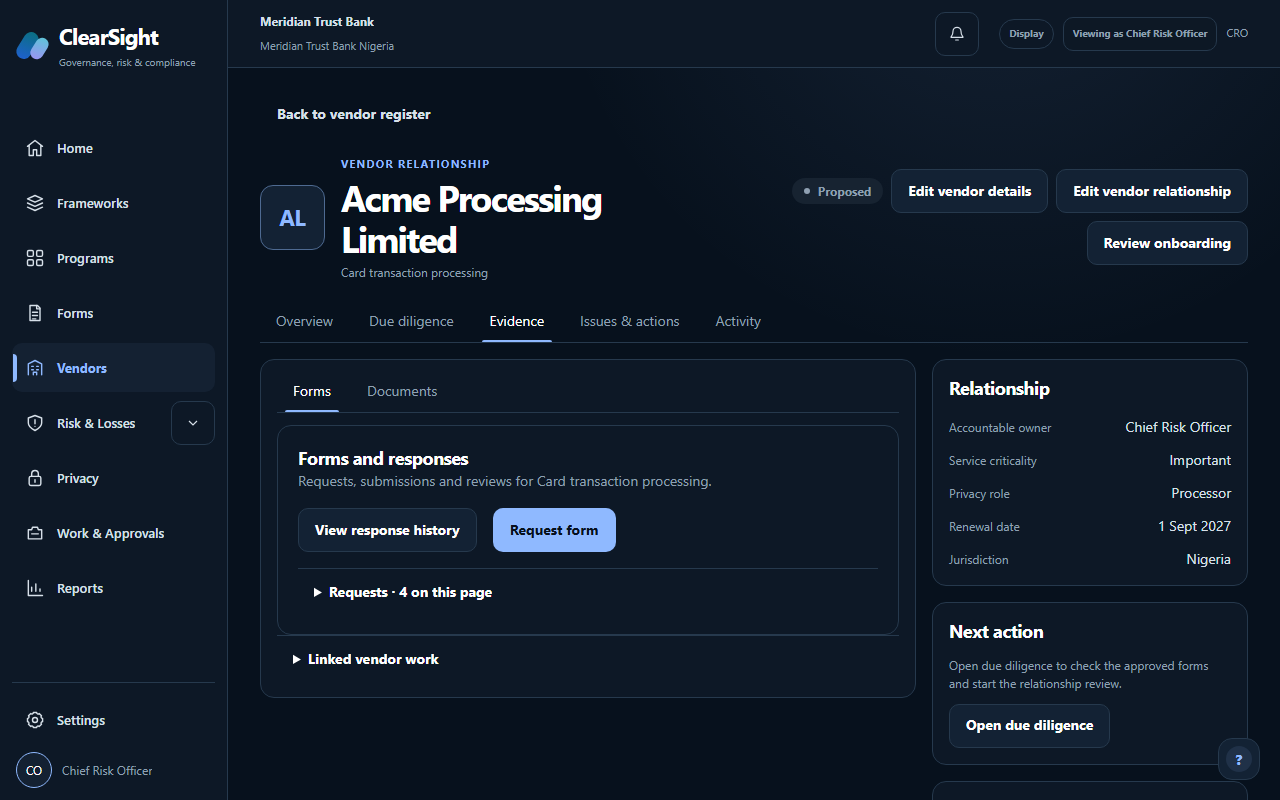 ClearSight
Governance, risk & compliance
Home
Frameworks
Programs
Forms
Vendors
Risk & Losses
Privacy
Work & Approvals
Reports
Settings
CO
Chief Risk Officer
Meridian Trust Bank
Meridian Trust Bank Nigeria
Display
Viewing as Chief Risk Officer
CRO
Back to vendor register
AL
VENDOR RELATIONSHIP
Acme Processing
Limited
Card transaction processing
Proposed
Edit vendor details
Edit vendor relationship
Review onboarding
Overview
Due diligence
Evidence
Issues & actions
Activity
Forms
Documents
Forms and responses
Requests, submissions and reviews for Card transaction processing.
View response history
Request form
Requests · 4 on this page
Linked vendor work
Relationship
Accountable owner Chief Risk Officer
Service criticality Important
Privacy role Processor
Renewal date 1 Sept 2027
Jurisdiction Nigeria
Next action
Open due diligence to check the approved forms
and start the relationship review.
Open due diligence
?